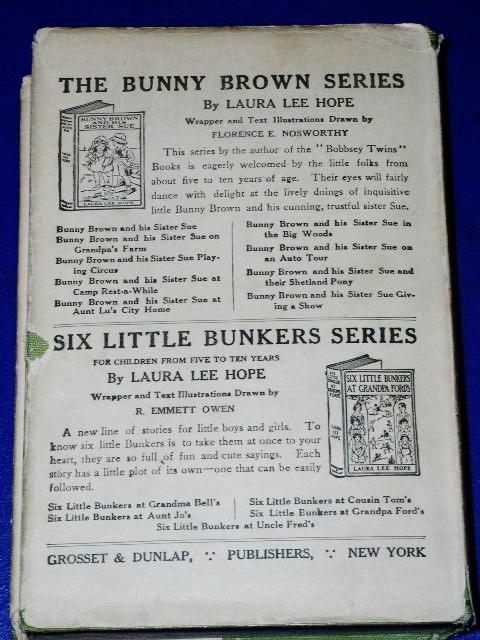 THE BUNNY BROWN SERIES
By LAURA LEE HOPE
Wrapper and Text Illustrations Drawn by
FLORENCE E. NOSWORTHY
BUNNY BROWN
AND HIS
SISTER SUE
LAURA LEE HOPE
This series by the author of the "Bobbsey Twins"
Books is eagerly welcomed by the little folks from
about five to ten years of age. Their eyes will fairly
dance with delight at the lively doings of inquisitive
little Bunny Brown and his cunning, trustful sister Sue.
Bunny Brown and his Sister Sue
Bunny Brown and his Sister Sue on
Grandpa's Farm
Bunny Brown and his Sister Sue Play-
ing Circus
Bunny Brown and his Sister Sue at
Camp Rest-a-While
Bunny Brown and his Sister Sue at
Aunt Lu's City Home
Bunny Brown and his Sister Sue in
the Big Woods
Bunny Brown and his Sister Sue on
an Auto Tour
Bunny Brown and his Sister Sue and
their Shetland Pony
Bunny Brown and his Sister Sue Giv-
ing a Show
SIX LITTLE BUNKERS SERIES
FOR CHILDREN FROM FIVE TO TEN YEARS
By LAURA LEE HOPE
Wrapper and Text Illustrations Drawn by
R. EMMETT OWEN
SIX LITTLE BUNKERS
AT GRANDPA FORDS
LAURA LEE HOPE
A new line of stories for little boys and girls. To
know six little Bunkers is to take them at once to your
heart, they are so full of fun and cute sayings. Each
story has a little plot of its own—one that can be easily
followed.
Six Little Bunkers at Grandma Bell's
Six Little Bunkers at Aunt Jo's
Six Little Bunkers at Cousin Tom's
Six Little Bunkers at Grandpa Ford's
Six Little Bunkers at Uncle Fred's
GROSSET & DUNLAP, ∵ PUBLISHERS, ∵ NEW YORK